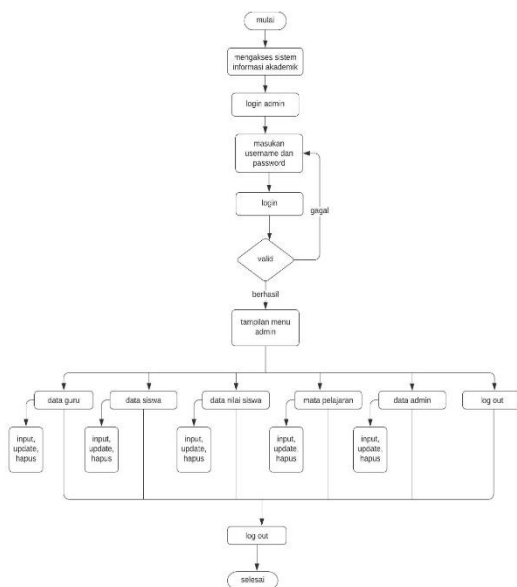 mulai
mengakses sistem
informasi akademik
login admin
masukan
username dan
password
login
gagal
valid
berhasil
tampilan menu
admin
data guru
data siswa
data nilai siswa
mata pelajaran
data admin
log out
input,
update,
hapus
input,
update,
hapus
input,
update,
hapus
input,
update,
hapus
input,
update,
hapus
log out
selesai